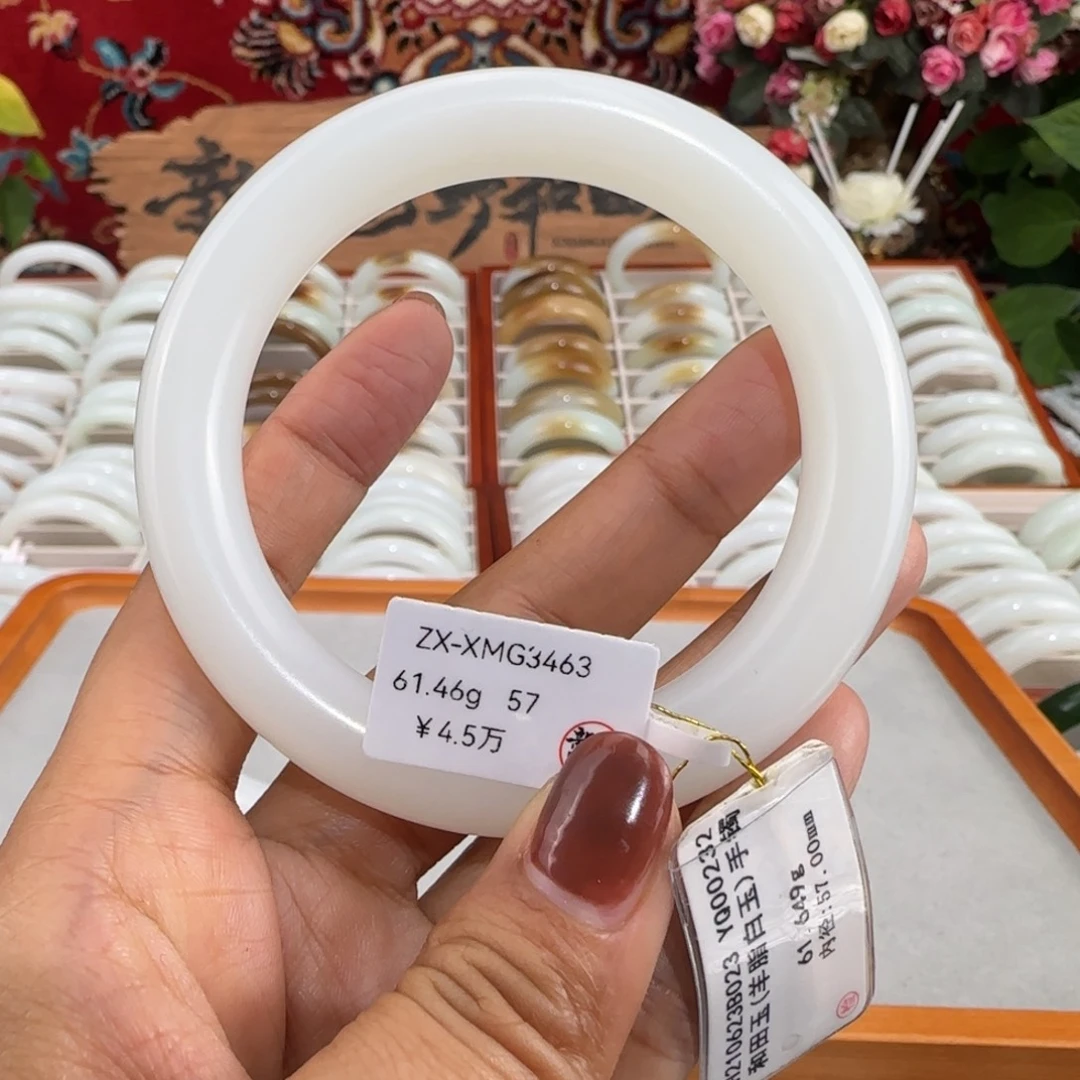 ZX-XMG3463
61.46g 57
¥4.5万
H210623B023 YQ00232
和田玉(羊脂白玉)手镯
61.649g
内径:57.00mm